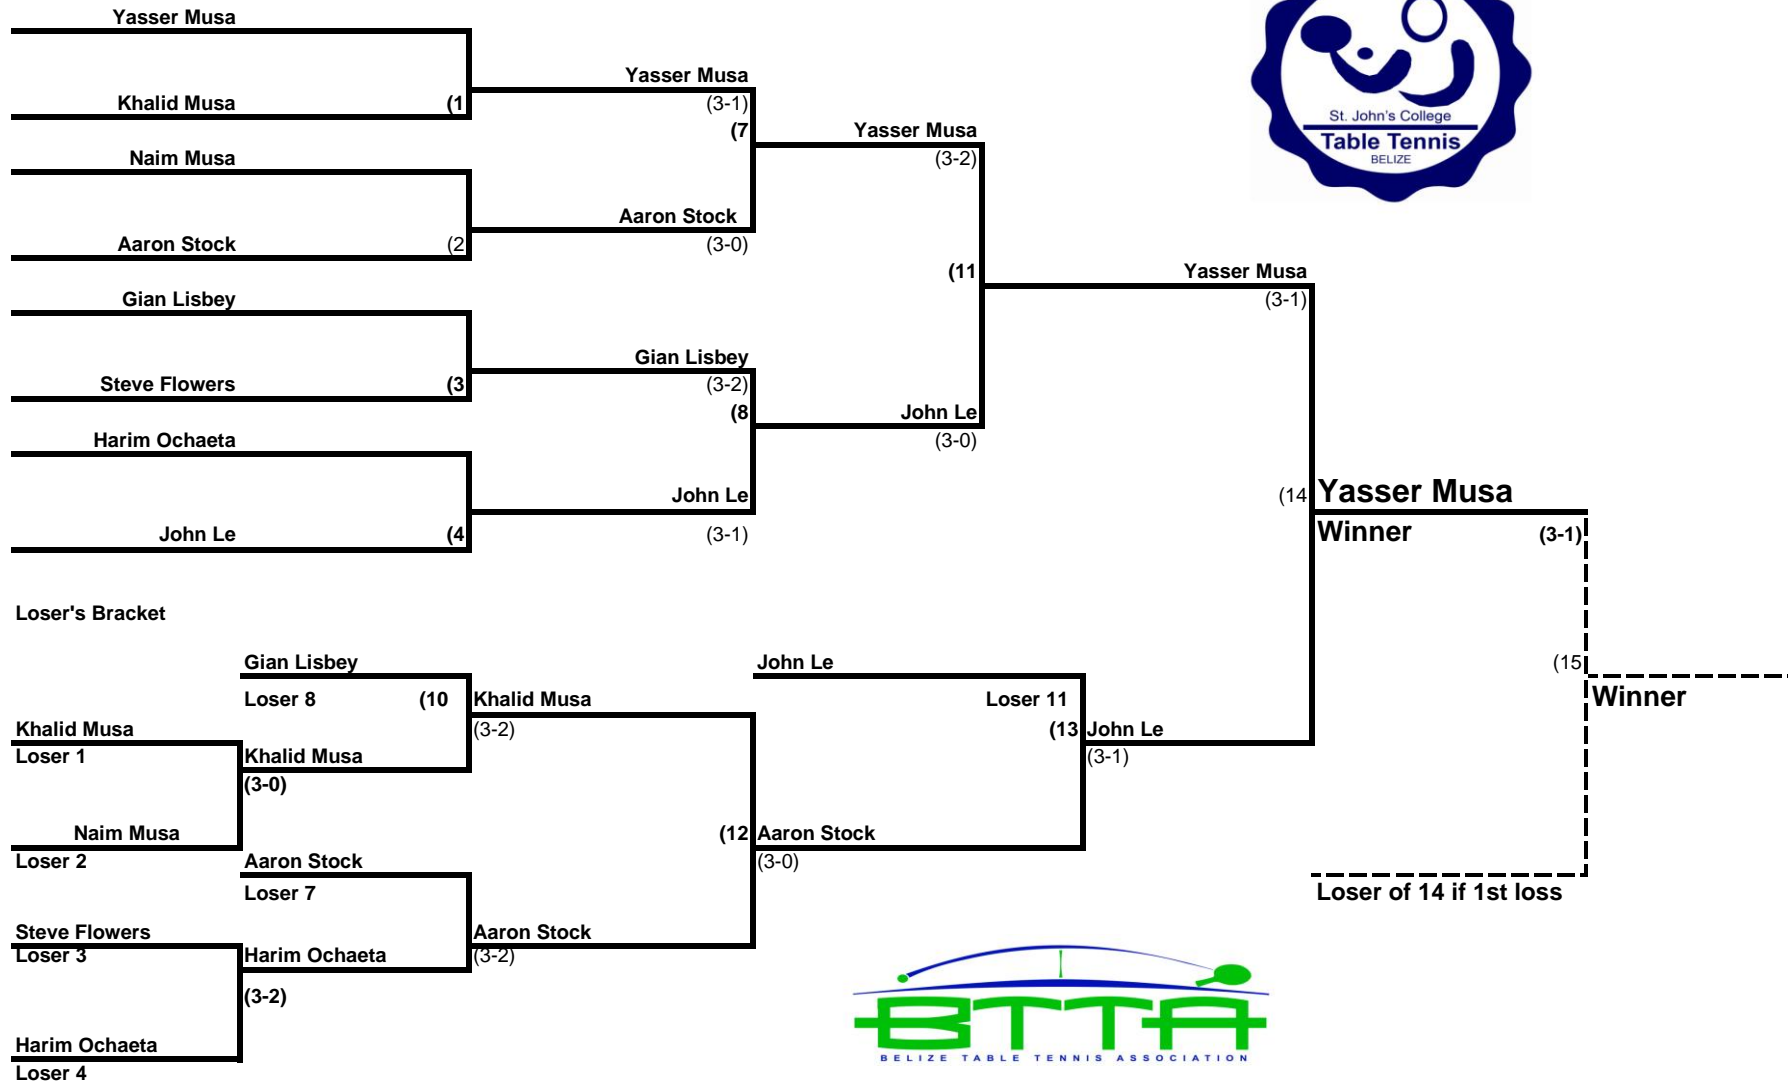 Yasser Musa
Khalid Musa (1
Yasser Musa
(3-1)
(7
Naim Musa
Aaron Stock (2
Aaron Stock
(3-0)
Yasser Musa
(3-2)
(11
Gian Lisbey
Steve Flowers (3
Gian Lisbey
(3-2)
(8
Harim Ochaeta
John Le (4
John Le
(3-1)
John Le
(3-0)
Yasser Musa
(3-1)
(14
Yasser Musa
Winner (3-1)
St. John's College
Table Tennis
BELIZE
Loser's Bracket
Gian Lisbey
Loser 8 (10
Khalid Musa
(3-2)
Khalid Musa
Loser 1
Khalid Musa
(3-0)
Naim Musa
Loser 2
Aaron Stock
Loser 7
Aaron Stock
(3-2)
Steve Flowers
Loser 3
Harim Ochaeta
(3-2)
Harim Ochaeta
Loser 4
John Le
Loser 11
(13 John Le
(3-1)
(12 Aaron Stock
(3-0)
(15
Winner
Loser of 14 if 1st loss
BTTA
BELIZE TABLE TENNIS ASSOCIATION